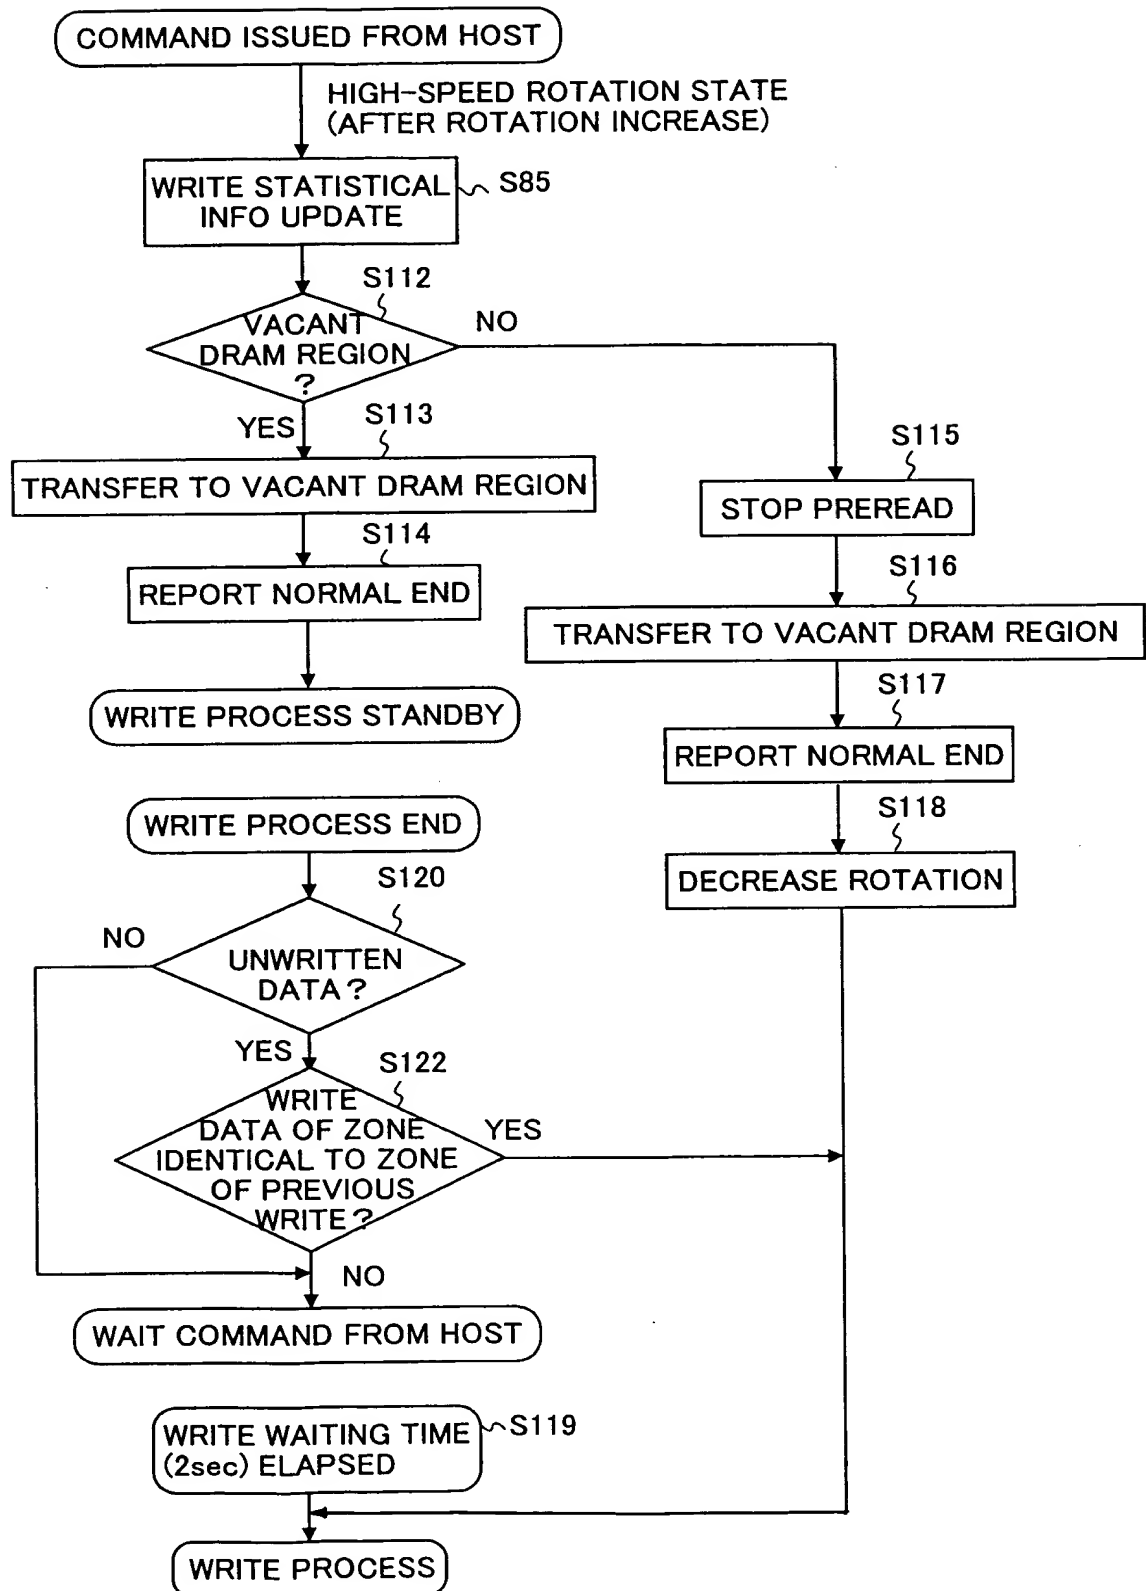 COMMAND ISSUED FROM HOST
HIGH-SPEED ROTATION STATE
(AFTER ROTATION INCREASE)
WRITE STATISTICAL
INFO UPDATE
S85
S112
VACANT
DRAM REGION
?
NO
YES
S113
TRANSFER TO VACANT DRAM REGION
S114
REPORT NORMAL END
WRITE PROCESS STANDBY
S115
STOP PREREAD
S116
TRANSFER TO VACANT DRAM REGION
S117
REPORT NORMAL END
S118
DECREASE ROTATION
WRITE PROCESS END
S120
NO
UNWRITTEN
DATA?
YES
S122
WRITE
DATA OF ZONE
IDENTICAL TO ZONE
OF PREVIOUS
WRITE?
YES
NO
WAIT COMMAND FROM HOST
WRITE WAITING TIME
(2sec) ELAPSED
S119
WRITE PROCESS